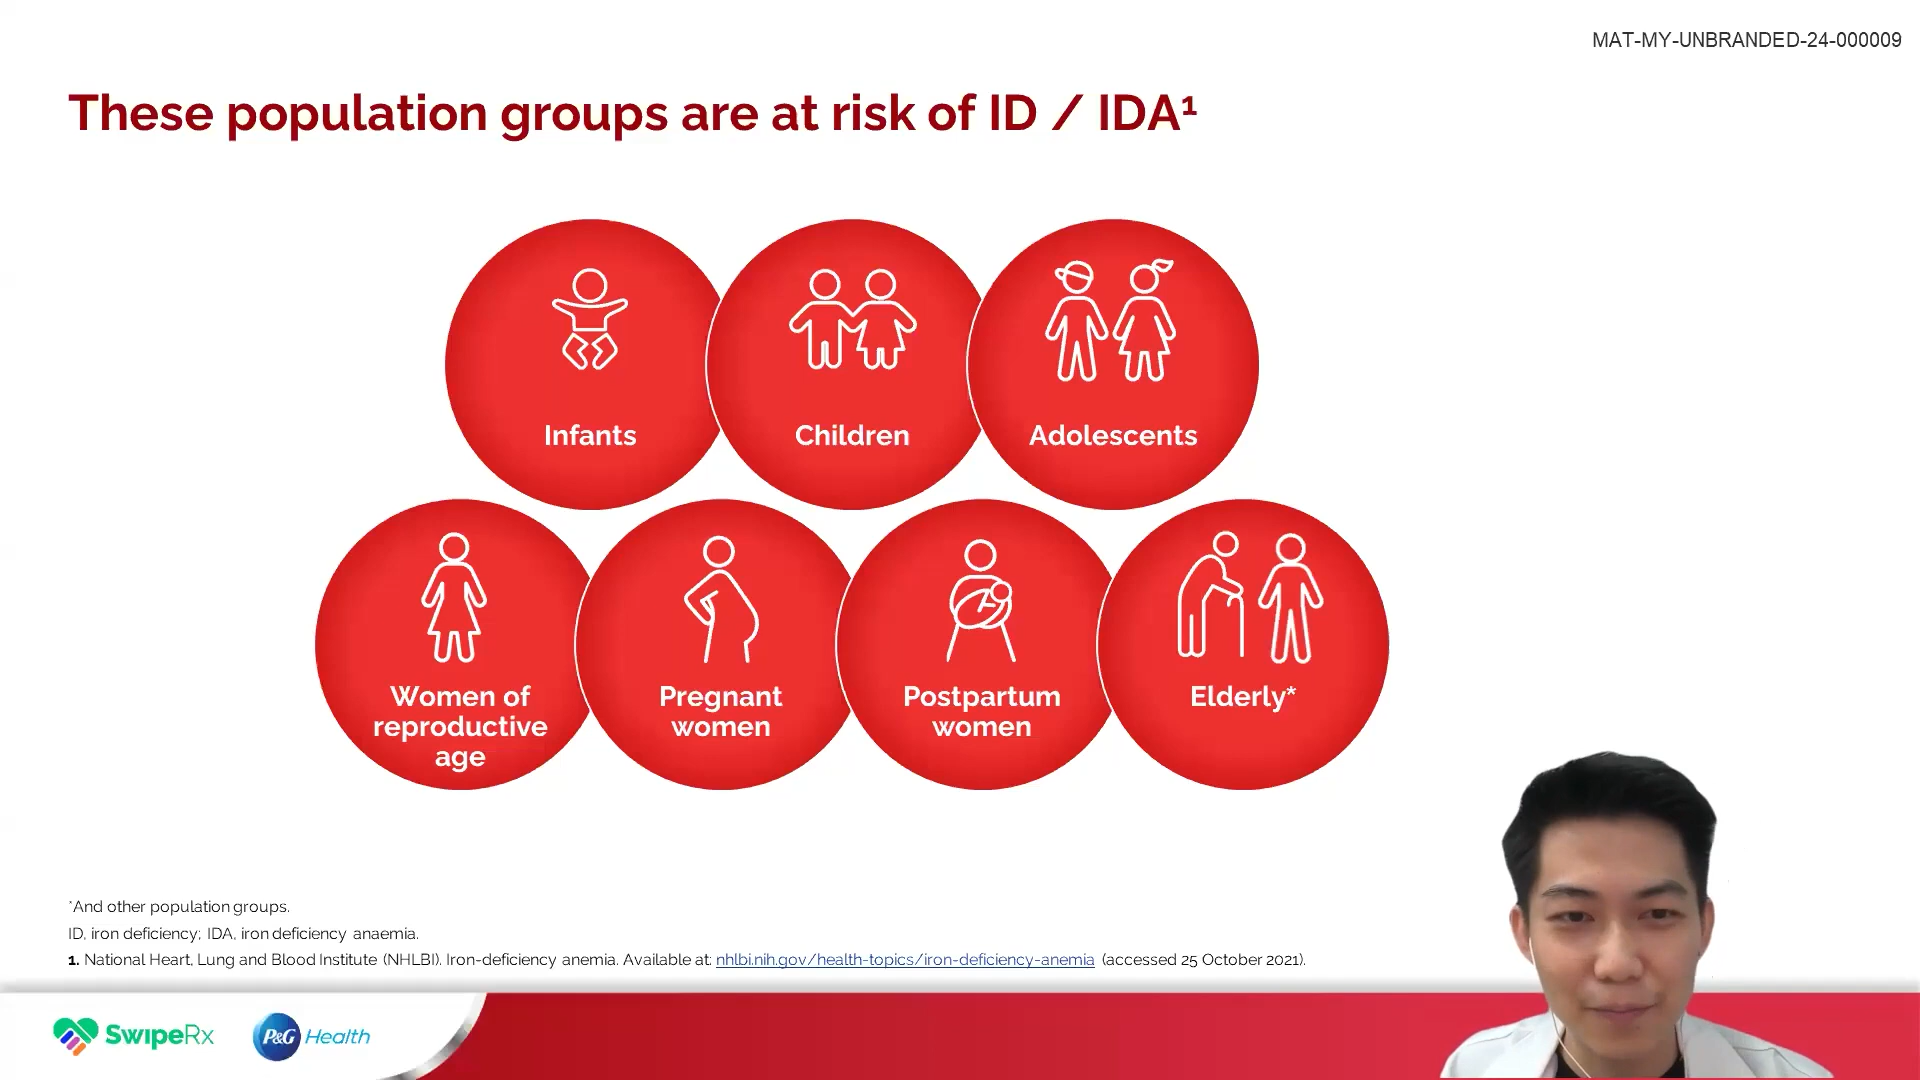 MAT-MY-UNBRANDED-24-000009
These population groups are at risk of ID / IDA¹
Infants
Children
Adolescents
Women of
reproductive
age
Pregnant
women
Postpartum
women
Elderly*
*And other population groups.
ID, iron deficiency; IDA, iron deficiency anaemia.
1. National Heart, Lung and Blood Institute (NHLBI). Iron-deficiency anemia. Available at: nhlbi.nih.gov/health-topics/iron-deficiency-anemia (accessed 25 October 2021).
SwipeRx
P&G Health